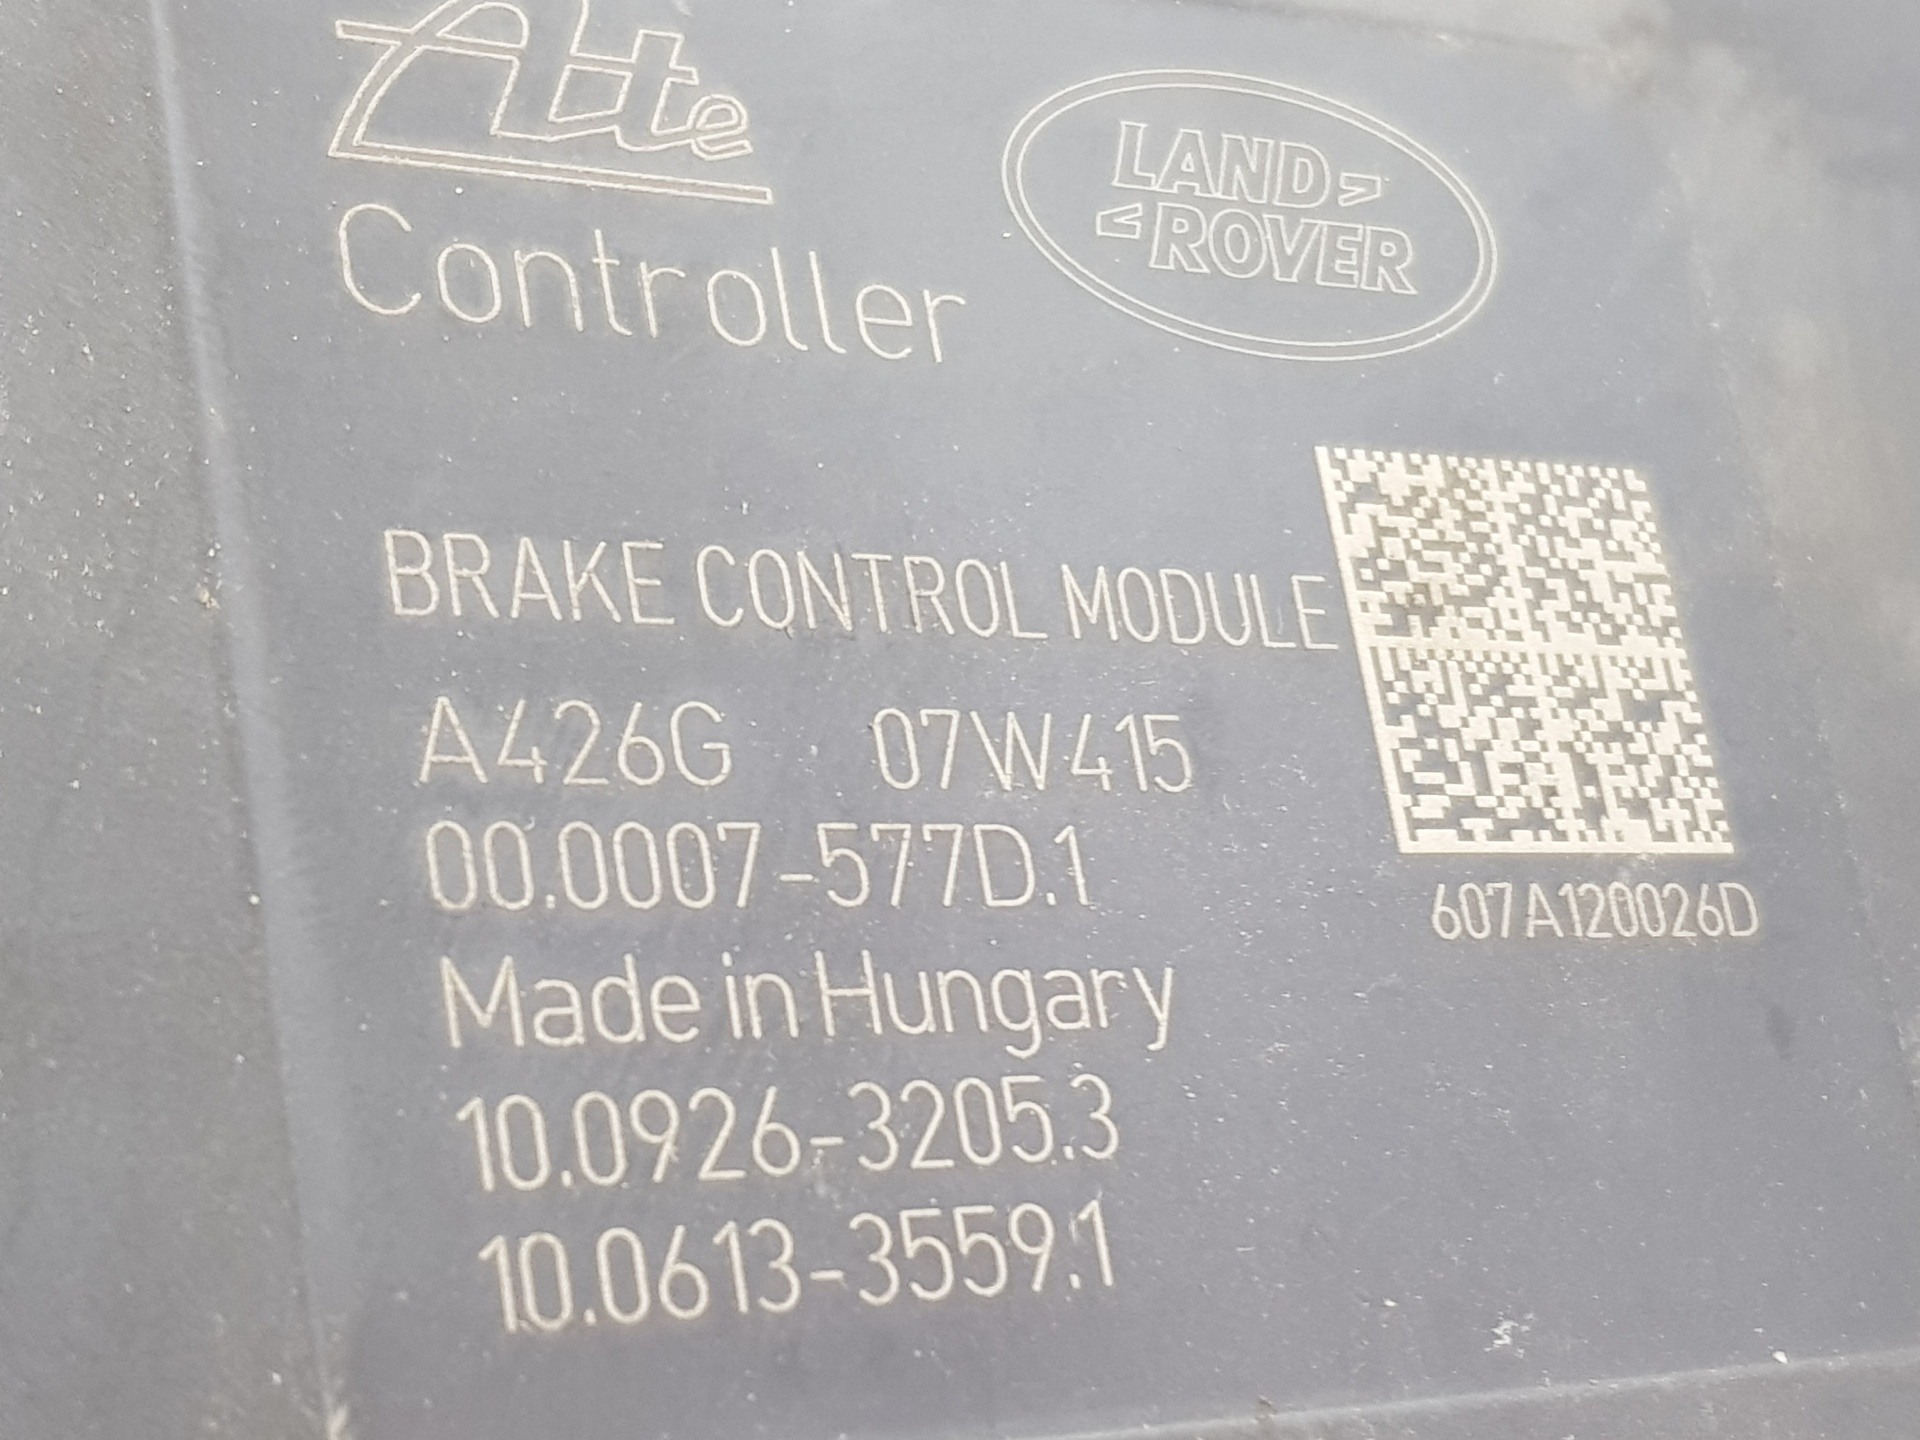 Ate
Controller
LAND
ROVER
BRAKE CONTROL MODULE
A426G 07W415
00.0007-577D.1
607A120026D
Made in Hungary
10.0926-3205.3
10.0613-3559.1